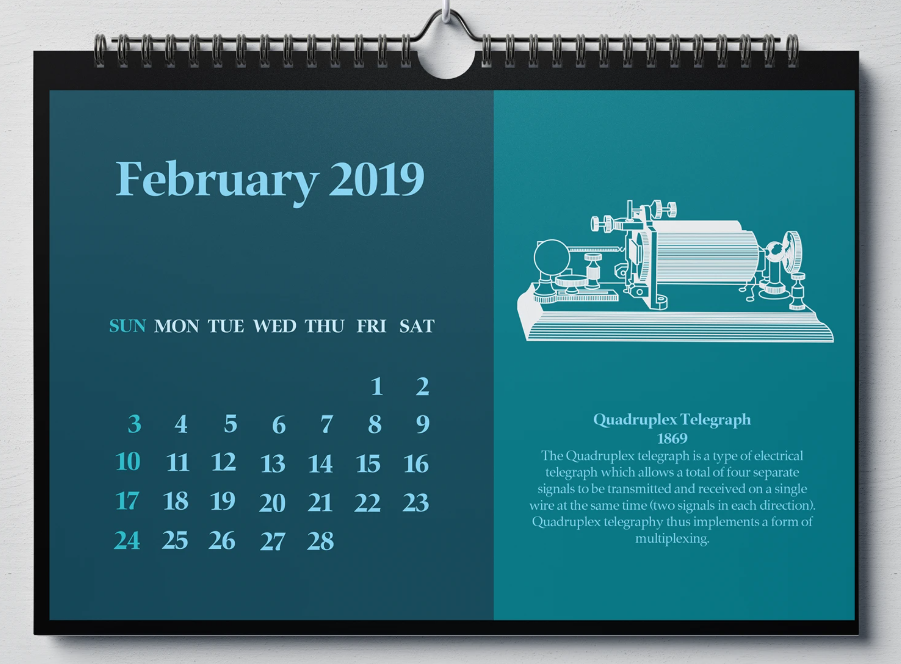 February 2019
SUN MON TUE WED THU FRI SAT
1 2
3 4 5 6 7 8 9
10 11 12 13 14 15 16
17 18 19 20 21 22 23
24 25 26 27 28
Quadruplex Telegraph
1869
The Quadruplex telegraph is a type of electrical
telegraph which allows a total of four separate
signals to be transmitted and received on a single
wire at the same time (two signals in each direction).
Quadruplex telegraphy thus implements a form of
multiplexing.